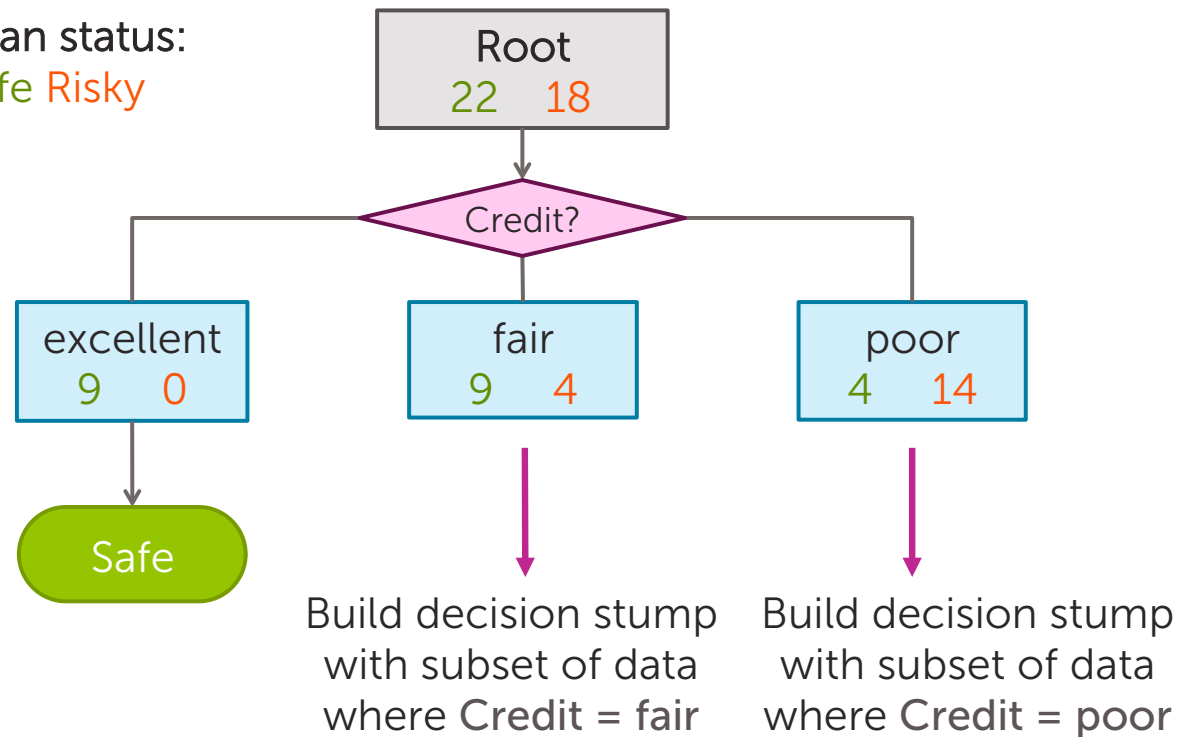 an status:
fe Risky
Root
22 18
Credit?
excellent
9 0
fair
9 4
poor
4 14
Safe
Build decision stump
with subset of data
where Credit = fair
Build decision stump
with subset of data
where Credit = poor